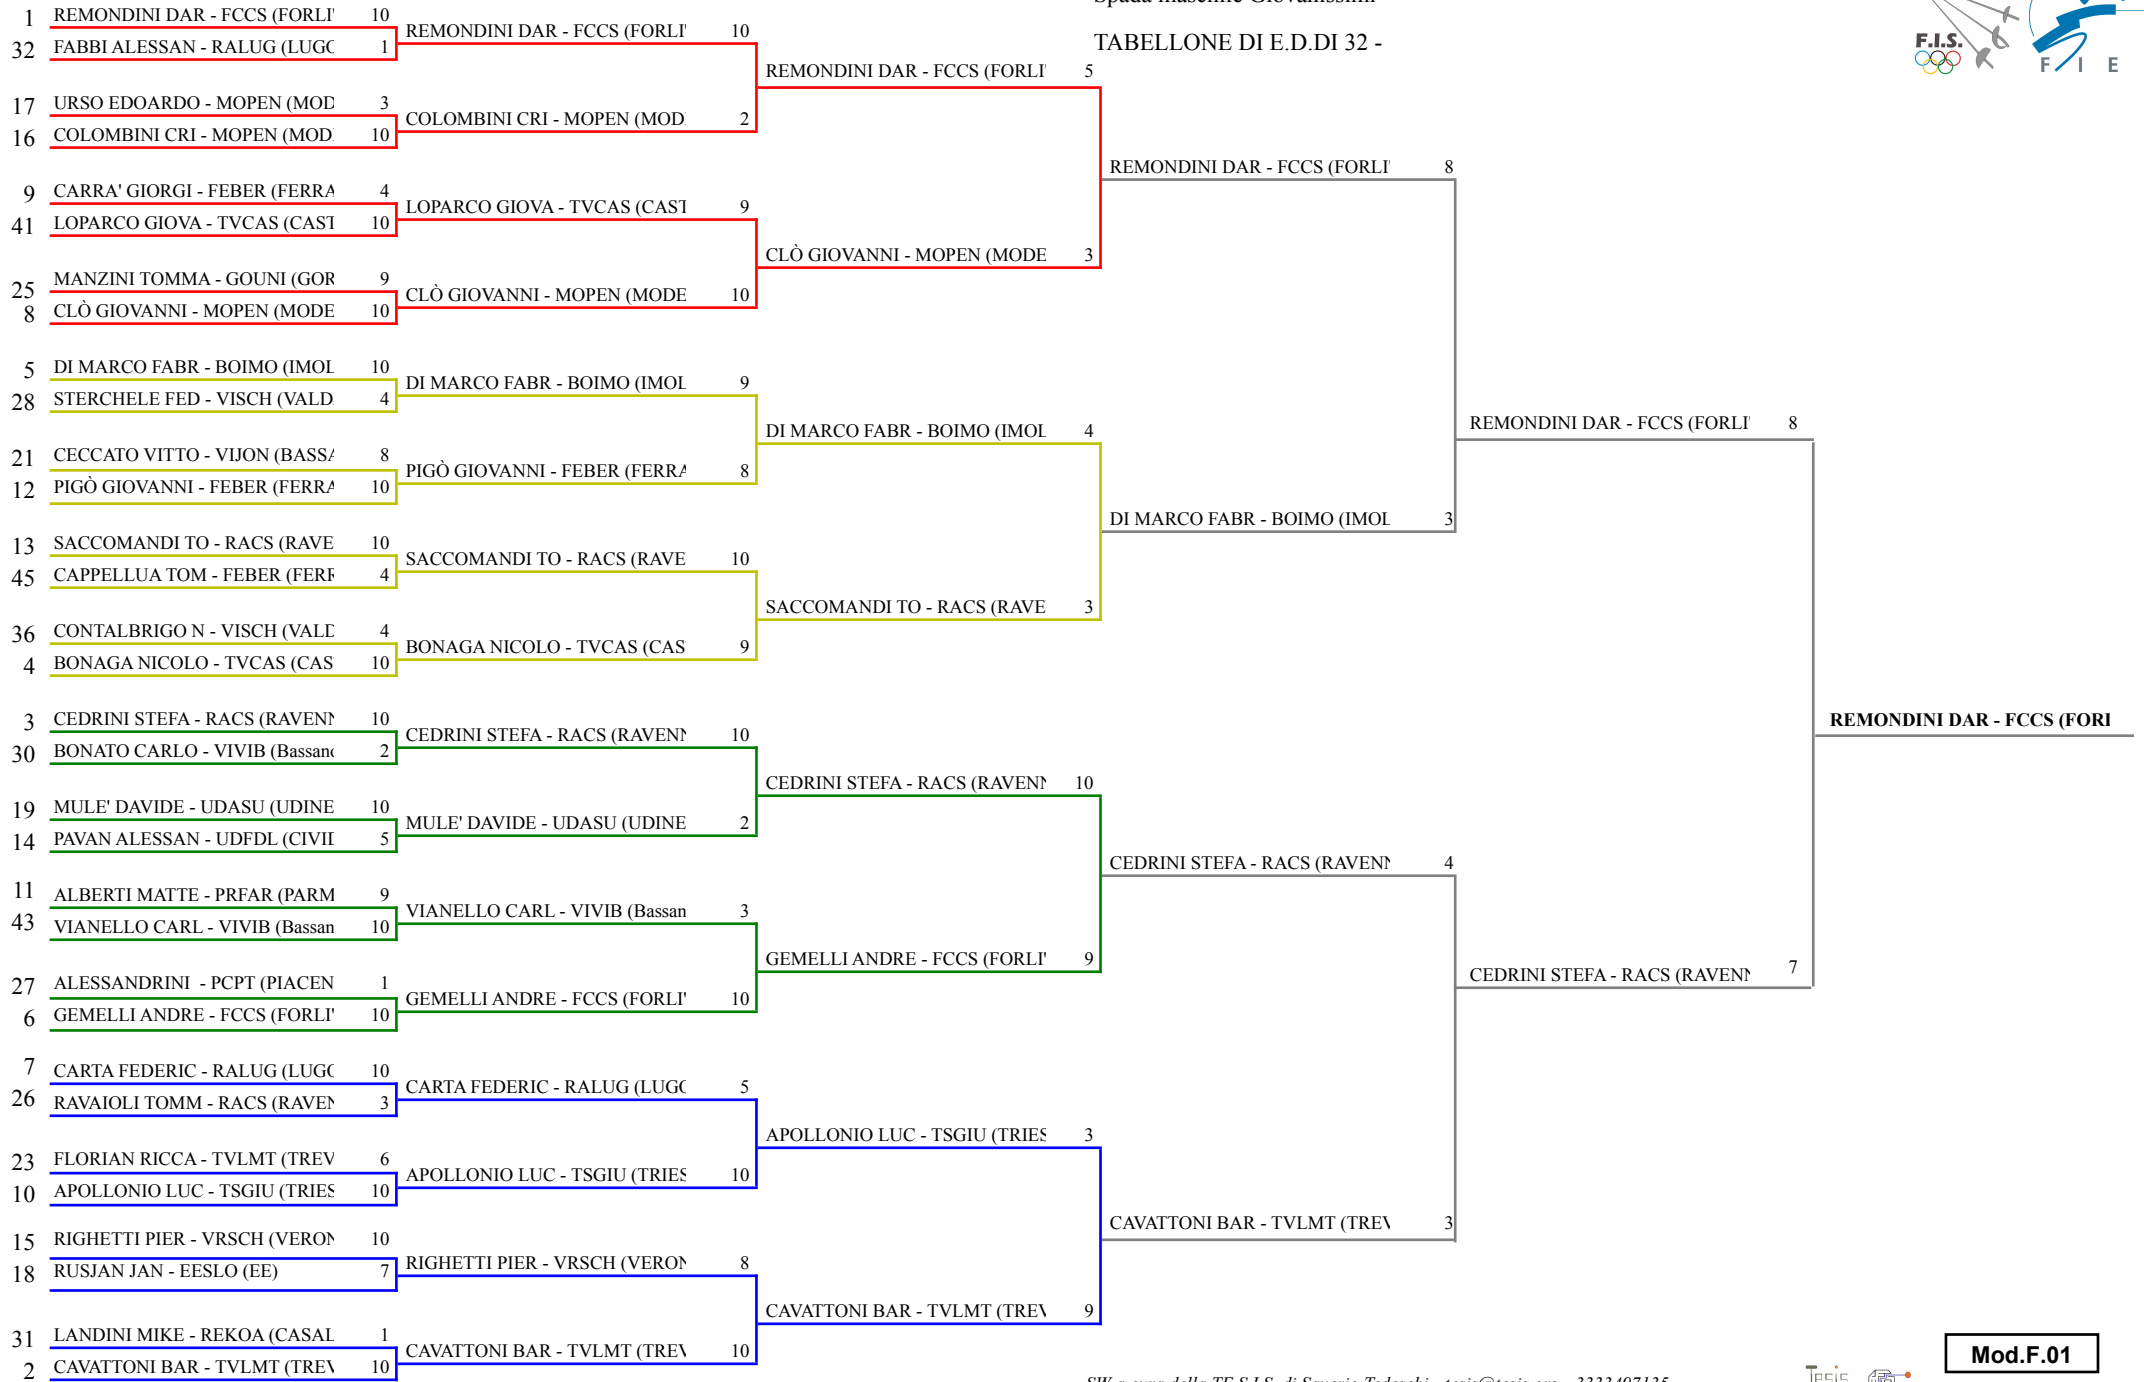 Spada maschile Giovanissimi
TABELLONE DI E.D.DI 32 -
F.I.S.
F I E
1 REMONDINI DAR - FCCS (FORLI' 10
32 FABBI ALESSAN - RALUG (LUGO 1
17 URSO EDOARDO - MOPEN (MOD 3
16 COLOMBINI CRI - MOPEN (MOD 10
9 CARRA' GIORGI - FEBER (FERRA 4
41 LOPARCO GIOVA - TVCAS (CAST 10
25 MANZINI TOMMA - GOUNI (GOR 9
8 CLÒ GIOVANNI - MOPEN (MODE 10
5 DI MARCO FABR - BOIMO (IMOL 10
28 STERCHELE FED - VISCH (VALD 4
21 CECCATO VITTO - VIJON (BASSA 8
12 PIGÒ GIOVANNI - FEBER (FERRA 10
13 SACCOMANDI TO - RACS (RAVE 10
45 CAPPELLUA TOM - FEBER (FERR 4
36 CONTALBRIGO N - VISCH (VALD 4
4 BONAGA NICOLO - TVCAS (CAS 10
3 CEDRINI STEFA - RACS (RAVENN 10
30 BONATO CARLO - VIVIB (Bassano 2
19 MULE' DAVIDE - UDASU (UDINE 10
14 PAVAN ALESSAN - UDFDL (CIVID 5
11 ALBERTI MATTE - PRFAR (PARM 9
43 VIANELLO CARL - VIVIB (Bassan 10
27 ALESSANDRINI - PCPT (PIACEN 1
6 GEMELLI ANDRE - FCCS (FORLI' 10
7 CARTA FEDERIC - RALUG (LUGO 10
26 RAVAIOLI TOMM - RACS (RAVEN 3
23 FLORIAN RICCA - TVLMT (TREV 6
10 APOLLONIO LUC - TSGIU (TRIES 10
15 RIGHETTI PIER - VRSCH (VERON 10
18 RUSJAN JAN - EESLO (EE) 7
31 LANDINI MIKE - REKOA (CASAL 1
2 CAVATTONI BAR - TVLMT (TREV 10
REMONDINI DAR - FCCS (FORLI' 10
COLOMBINI CRI - MOPEN (MOD 2
LOPARCO GIOVA - TVCAS (CAST 9
CLÒ GIOVANNI - MOPEN (MODE 10
DI MARCO FABR - BOIMO (IMOL 9
PIGÒ GIOVANNI - FEBER (FERRA 8
SACCOMANDI TO - RACS (RAVE 10
BONAGA NICOLO - TVCAS (CAS 9
CEDRINI STEFA - RACS (RAVENN 10
MULE' DAVIDE - UDASU (UDINE 2
VIANELLO CARL - VIVIB (Bassan 3
GEMELLI ANDRE - FCCS (FORLI' 10
CARTA FEDERIC - RALUG (LUGO 5
APOLLONIO LUC - TSGIU (TRIES 10
RIGHETTI PIER - VRSCH (VERON 8
CAVATTONI BAR - TVLMT (TREV 10
REMONDINI DAR - FCCS (FORLI' 5
CLÒ GIOVANNI - MOPEN (MODE 3
DI MARCO FABR - BOIMO (IMOL 4
SACCOMANDI TO - RACS (RAVE 3
CEDRINI STEFA - RACS (RAVENN 10
GEMELLI ANDRE - FCCS (FORLI' 9
APOLLONIO LUC - TSGIU (TRIES 3
CAVATTONI BAR - TVLMT (TREV 9
REMONDINI DAR - FCCS (FORLI' 8
DI MARCO FABR - BOIMO (IMOL 3
CEDRINI STEFA - RACS (RAVENN 4
CAVATTONI BAR - TVLMT (TREV 3
REMONDINI DAR - FCCS (FORLI' 8
CEDRINI STEFA - RACS (RAVENN 7
REMONDINI DAR - FCCS (FORI
Mod.F.01
SW a cura della TE.S.I.S. di Saverio Tedeschi - tesis@tesis.org - 3333497135
Tesis